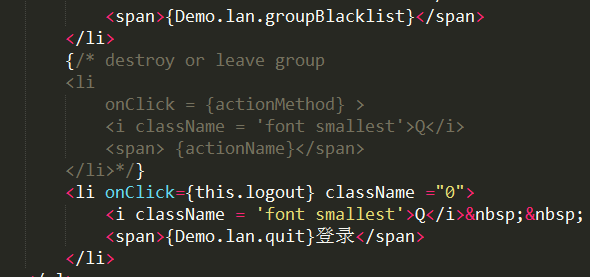 <span>{Demo.lan.groupBlacklist}</span>
</li>
{/* destroy or leave group
<li
onClick = {actionMethod} >
<i className = 'font smallest'>Q</i>
<span> {actionName}</span>
</li>*/}
<li onClick={this.logout} className ="0">
<i className = 'font smallest'>Q</i>&nbsp;&nbsp;
<span>{Demo.lan.quit}登录</span>
</li>